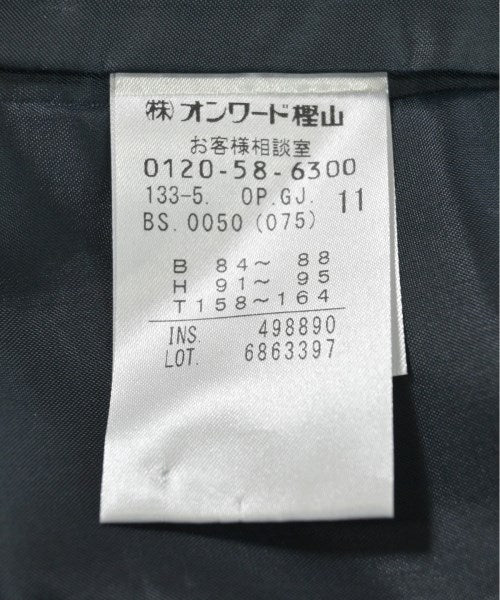 ㈱オンワード樫山
お客様相談室
0120-58-6300
133-5. OP.GJ. 11
BS.0050(075)
B 84~ 88
H 91~ 95
T158~164
INS. 498890
LOT. 6863397